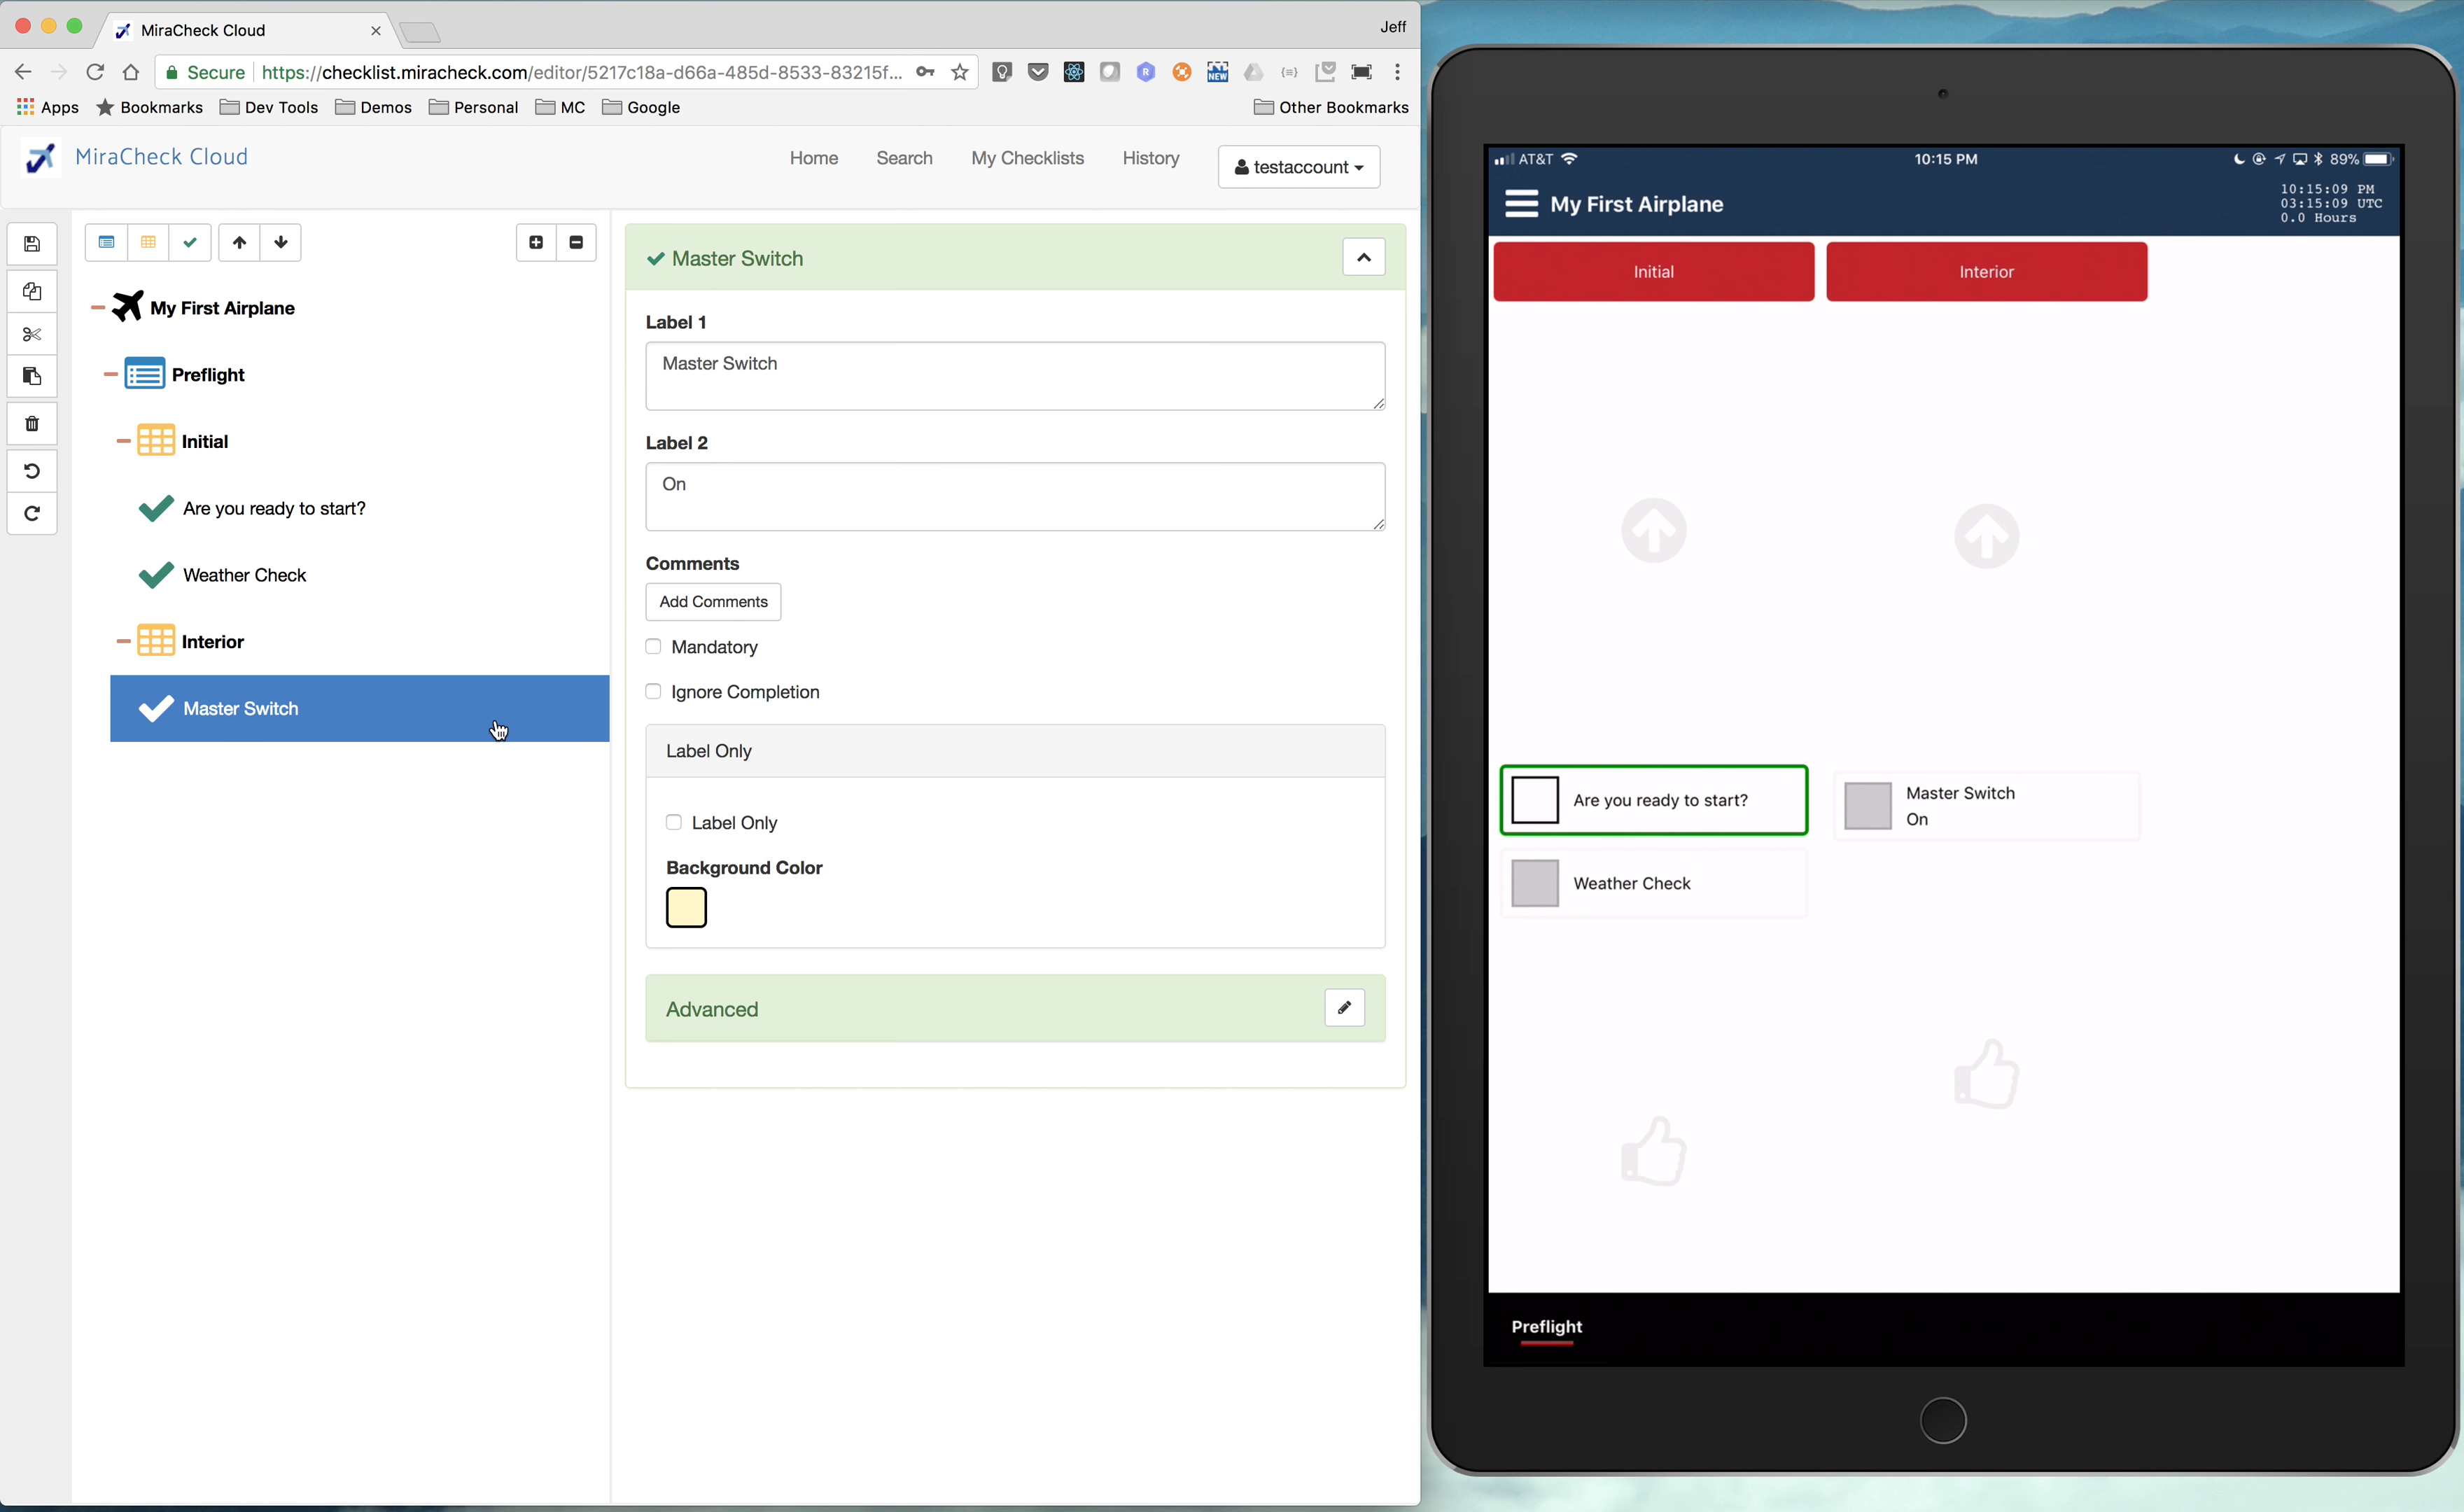 MiraCheck Cloud
Jeff
Secure https://checklist.miracheck.com/editor/5217c18a-d66a-485d-8533-83215f...
Apps Bookmarks Dev Tools Demos Personal MC Google Other Bookmarks
MiraCheck Cloud
Home Search My Checklists History testaccount
My First Airplane
Preflight
Initial
Are you ready to start?
Weather Check
Interior
Master Switch
Master Switch
Label 1
Master Switch
Label 2
On
Comments
Add Comments
Mandatory
Ignore Completion
Label Only
Label Only
Background Color
Advanced
AT&T 10:15 PM 89%
My First Airplane
10:15:09 PM
03:15:09 UTC
0.0 Hours
Initial Interior
Are you ready to start?
Master Switch
On
Weather Check
Preflight